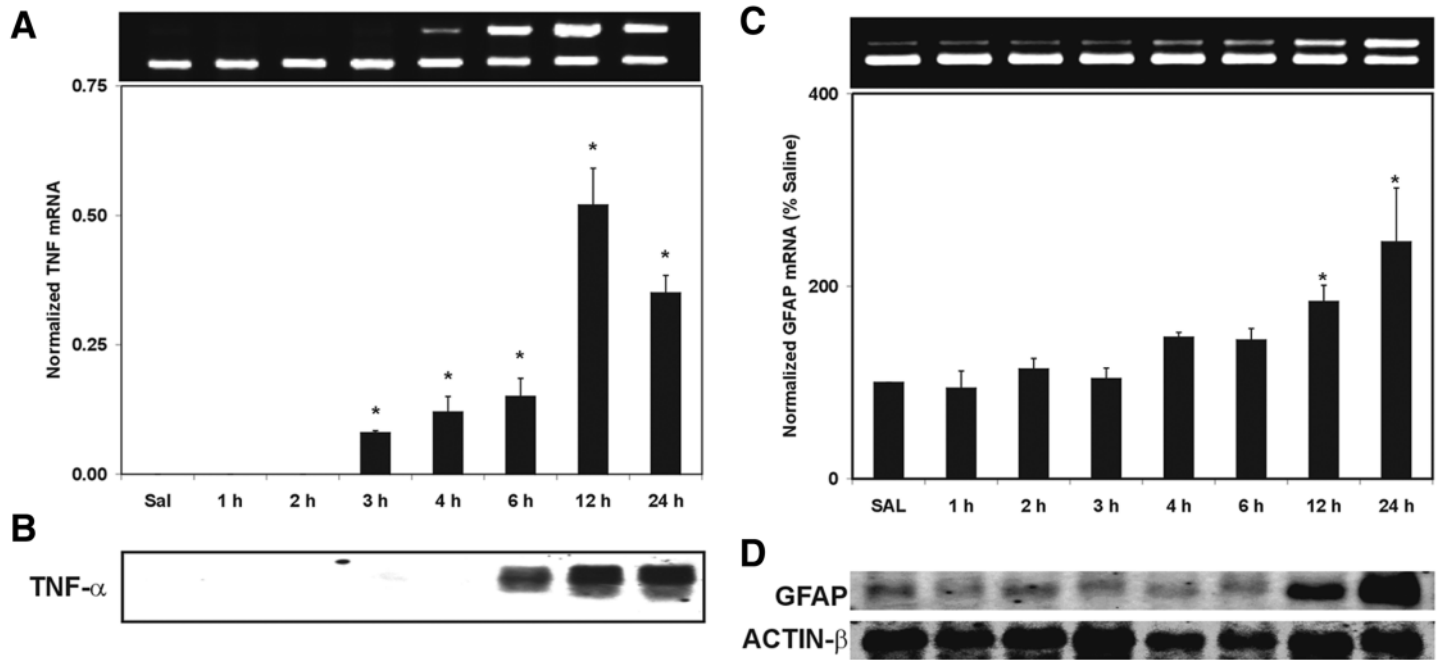 A
Normalized TNF mRNA
0.75
0.50
0.25
0.00
*
*
*
*
*
Sal 1 h 2 h 3 h 4 h 6 h 12 h 24 h
B
TNF-α
C
Normalized GFAP mRNA (% Saline)
400
200
0
*
*
SAL 1 h 2 h 3 h 4 h 6 h 12 h 24 h
D
GFAP
ACTIN-β